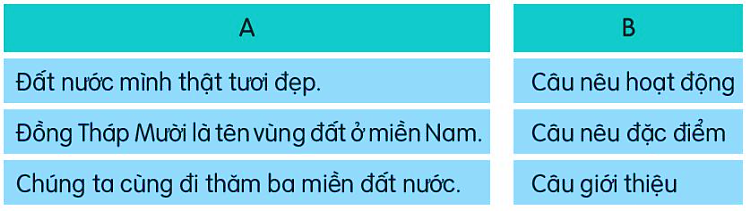 A
B
Đất nước mình thật tươi đẹp.
Câu nêu hoạt động
Đồng Tháp Mười là tên vùng đất ở miền Nam.
Câu nêu đặc điểm
Chúng ta cùng đi thăm ba miền đất nước.
Câu giới thiệu